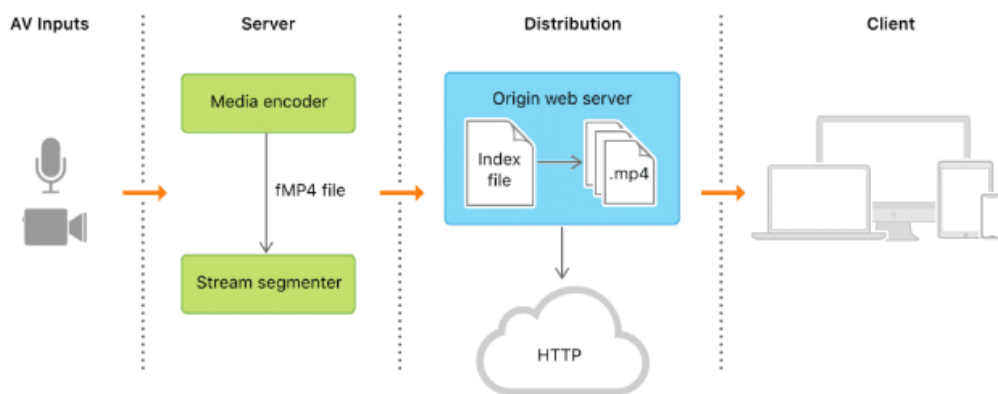 AV Inputs
Server
Distribution
Client
Media encoder
fMP4 file
Stream segmenter
Origin web server
Index
file
.mp4
HTTP